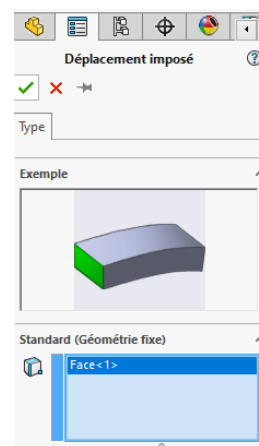 Déplacement imposé
Type
Exemple
Standard (Géométrie fixe)
Face<1>